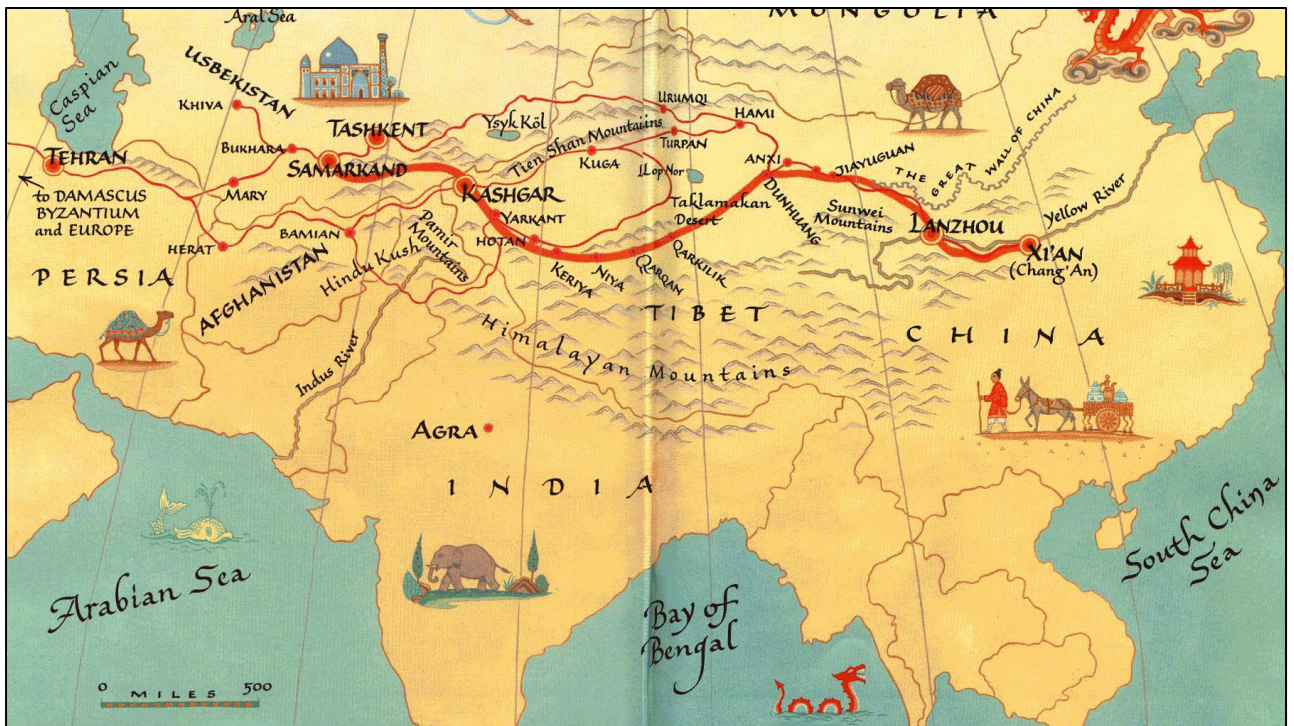 MONGOLIA
Aral Sea
Caspian
Sea
USBEKISTAN
KHIVA
BUKHARA
TASHKENT
SAMARKAND
Ysyk Köl
Tien Shan Mountains
URUMQI
TURPAN
HAMI
KUGA
Lop Nor
ANXI
JIAYUGUAN
THE GREAT WALL OF CHINA
TEHRAN
to DAMASCUS
BYZANTIUM
and EUROPE
MARY
HERAT
KASHGAR
YARKANT
HOTAN
KERIYA
NIYA
QARQAN
QARKILIK
Taklamakan
Desert
DUNHUANG
Sunwei
Mountains
LANZHOU
Yellow River
XI'AN
(Chang'An)
BAMIAN
Pamir
Mountains
Hindu Kush
AFGHANISTAN
PERSIA
TIBET
CHINA
Himalayan Mountains
Indus River
AGRA
INDIA
Arabian Sea
Bay of
Bengal
South China
Sea
0 MILES 500